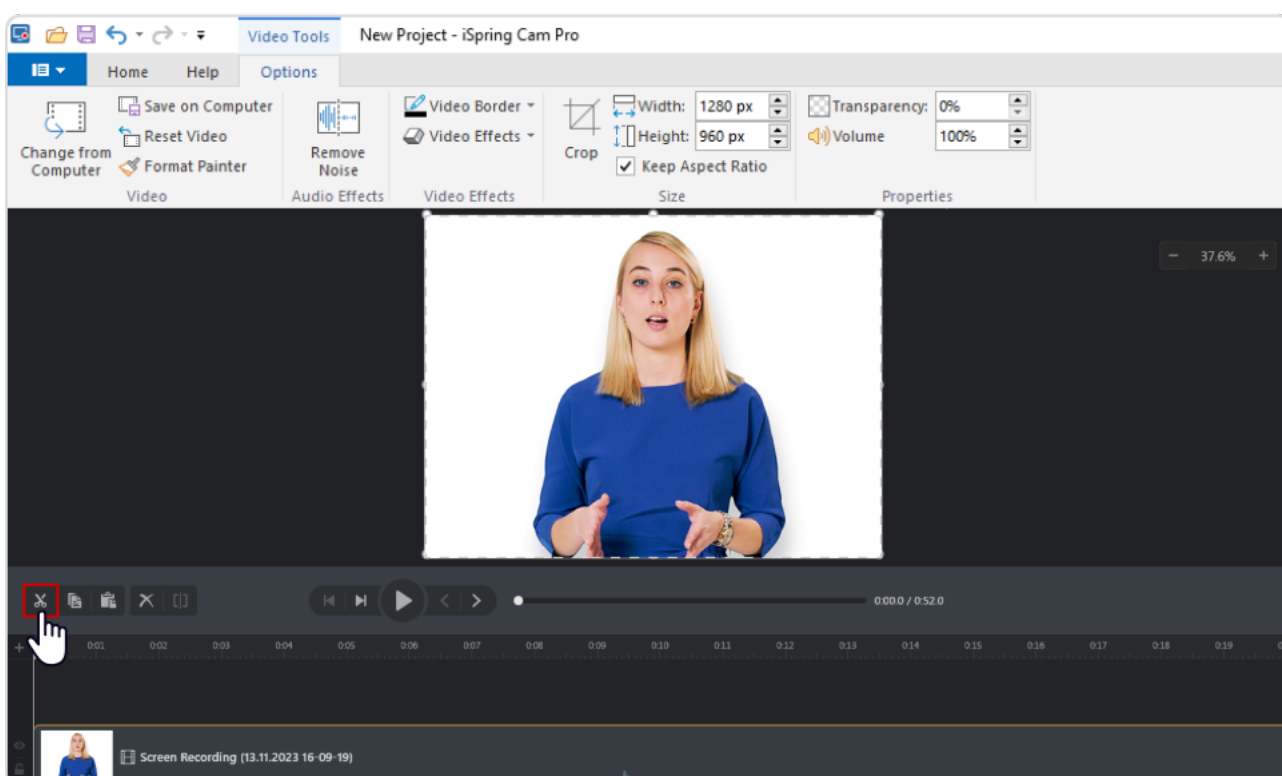 Video Tools New Project - iSpring Cam Pro
Home Help Options
Change from Computer
Save on Computer
Reset Video
Format Painter
Video
Remove Noise
Audio Effects
Video Border
Video Effects
Video Effects
Crop
Width: 1280 px
Height: 960 px
Keep Aspect Ratio
Size
Transparency: 0%
Volume 100%
Properties
37.6%
0:00.0 / 0:52.0
0:01 0:02 0:03 0:04 0:05 0:06 0:07 0:08 0:09 0:10 0:11 0:12 0:13 0:14 0:15 0:16 0:17 0:18 0:19
Screen Recording (13.11.2023 16-09-19)